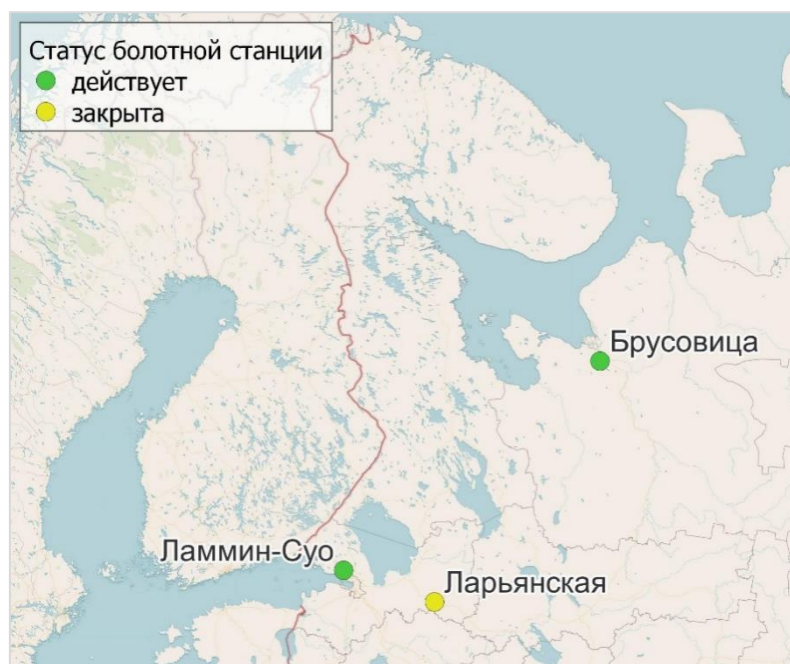 Статус болотной станции
действует
закрыта
Брусовица
Ламмин-Суо
Ларьянская